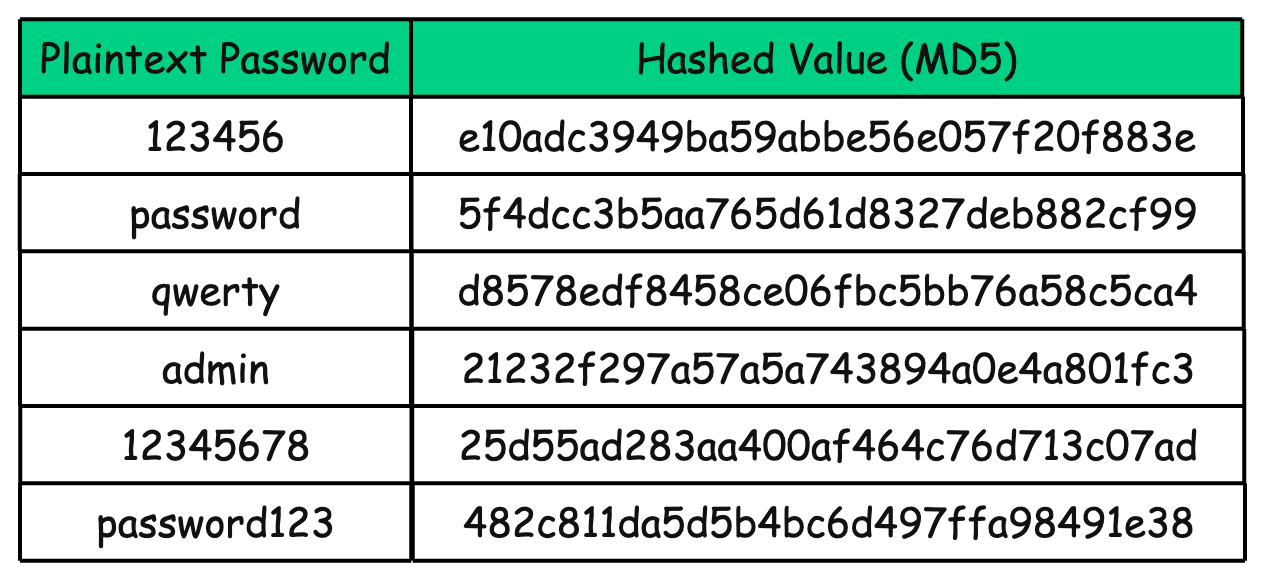 Plaintext Password Hashed Value (MD5)
123456 e10adc3949ba59abbe56e057f20f883e
password 5f4dcc3b5aa765d61d8327deb882cf99
qwerty d8578edf8458ce06fbc5bb76a58c5ca4
admin 21232f297a57a5a743894a0e4a801fc3
12345678 25d55ad283aa400af464c76d713c07ad
password123 482c811da5d5b4bc6d497ffa98491e38